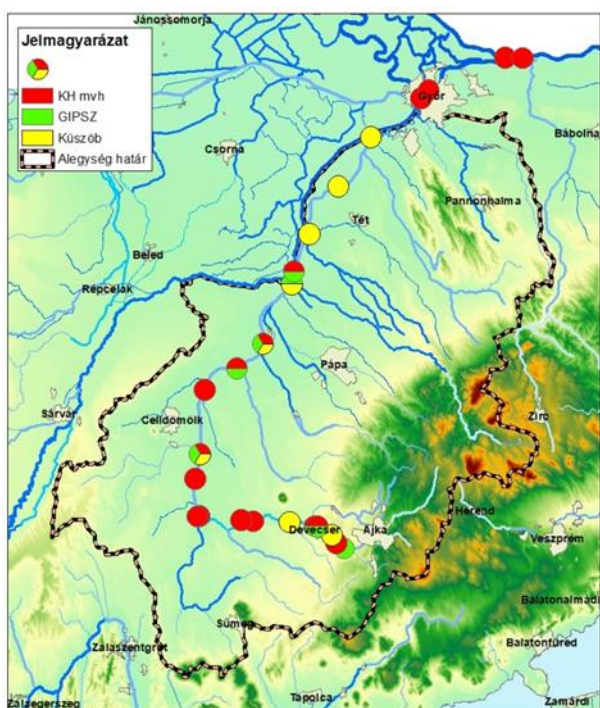 Jánossomorja
Jelmagyarázat
KH mvh
GIPSZ
Küszöb
Alegység határ
Győr
Bábolna
Csorna
Pannonhalma
Tét
Beled
Répcelak
Pápa
Sárvár
Celldömölk
Zirc
Devecser
Ajka
Herend
Veszprém
Balatonalmádi
Sümeg
Zalaszentgrót
Balatonfüred
Zalaegerszeg
Tapolca
Zamárdi